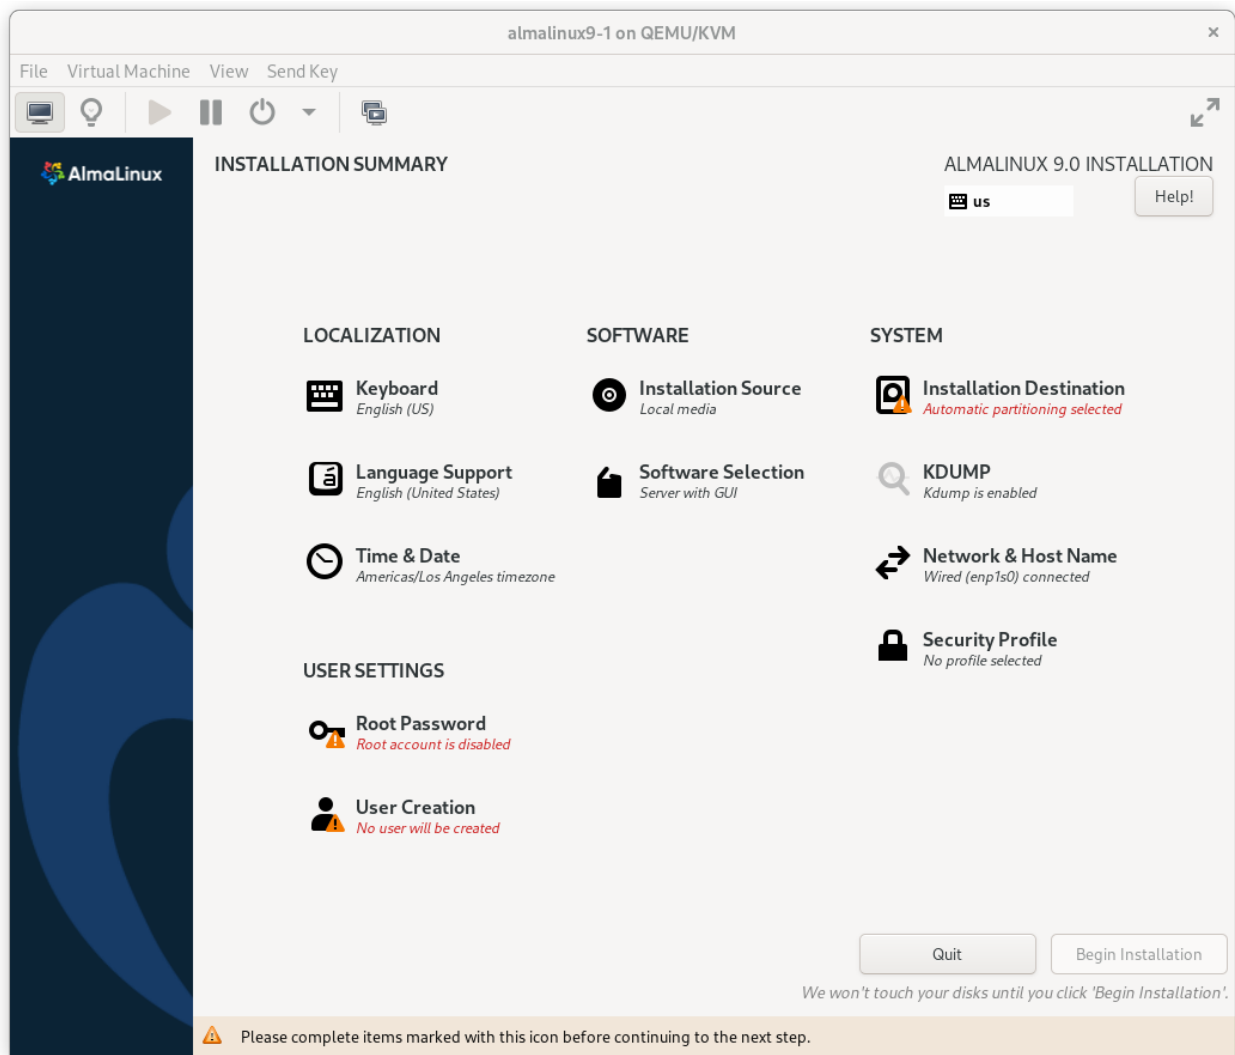 almalinux9-1 on QEMU/KVM
File Virtual Machine View Send Key
AlmaLinux
INSTALLATION SUMMARY
ALMALINUX 9.0 INSTALLATION
us
Help!
LOCALIZATION
Keyboard
English (US)
Language Support
English (United States)
Time & Date
Americas/Los Angeles timezone
SOFTWARE
Installation Source
Local media
Software Selection
Server with GUI
SYSTEM
Installation Destination
Automatic partitioning selected
KDUMP
Kdump is enabled
Network & Host Name
Wired (enp1s0) connected
Security Profile
No profile selected
USER SETTINGS
Root Password
Root account is disabled
User Creation
No user will be created
Quit
Begin Installation
We won't touch your disks until you click 'Begin Installation'.
Please complete items marked with this icon before continuing to the next step.